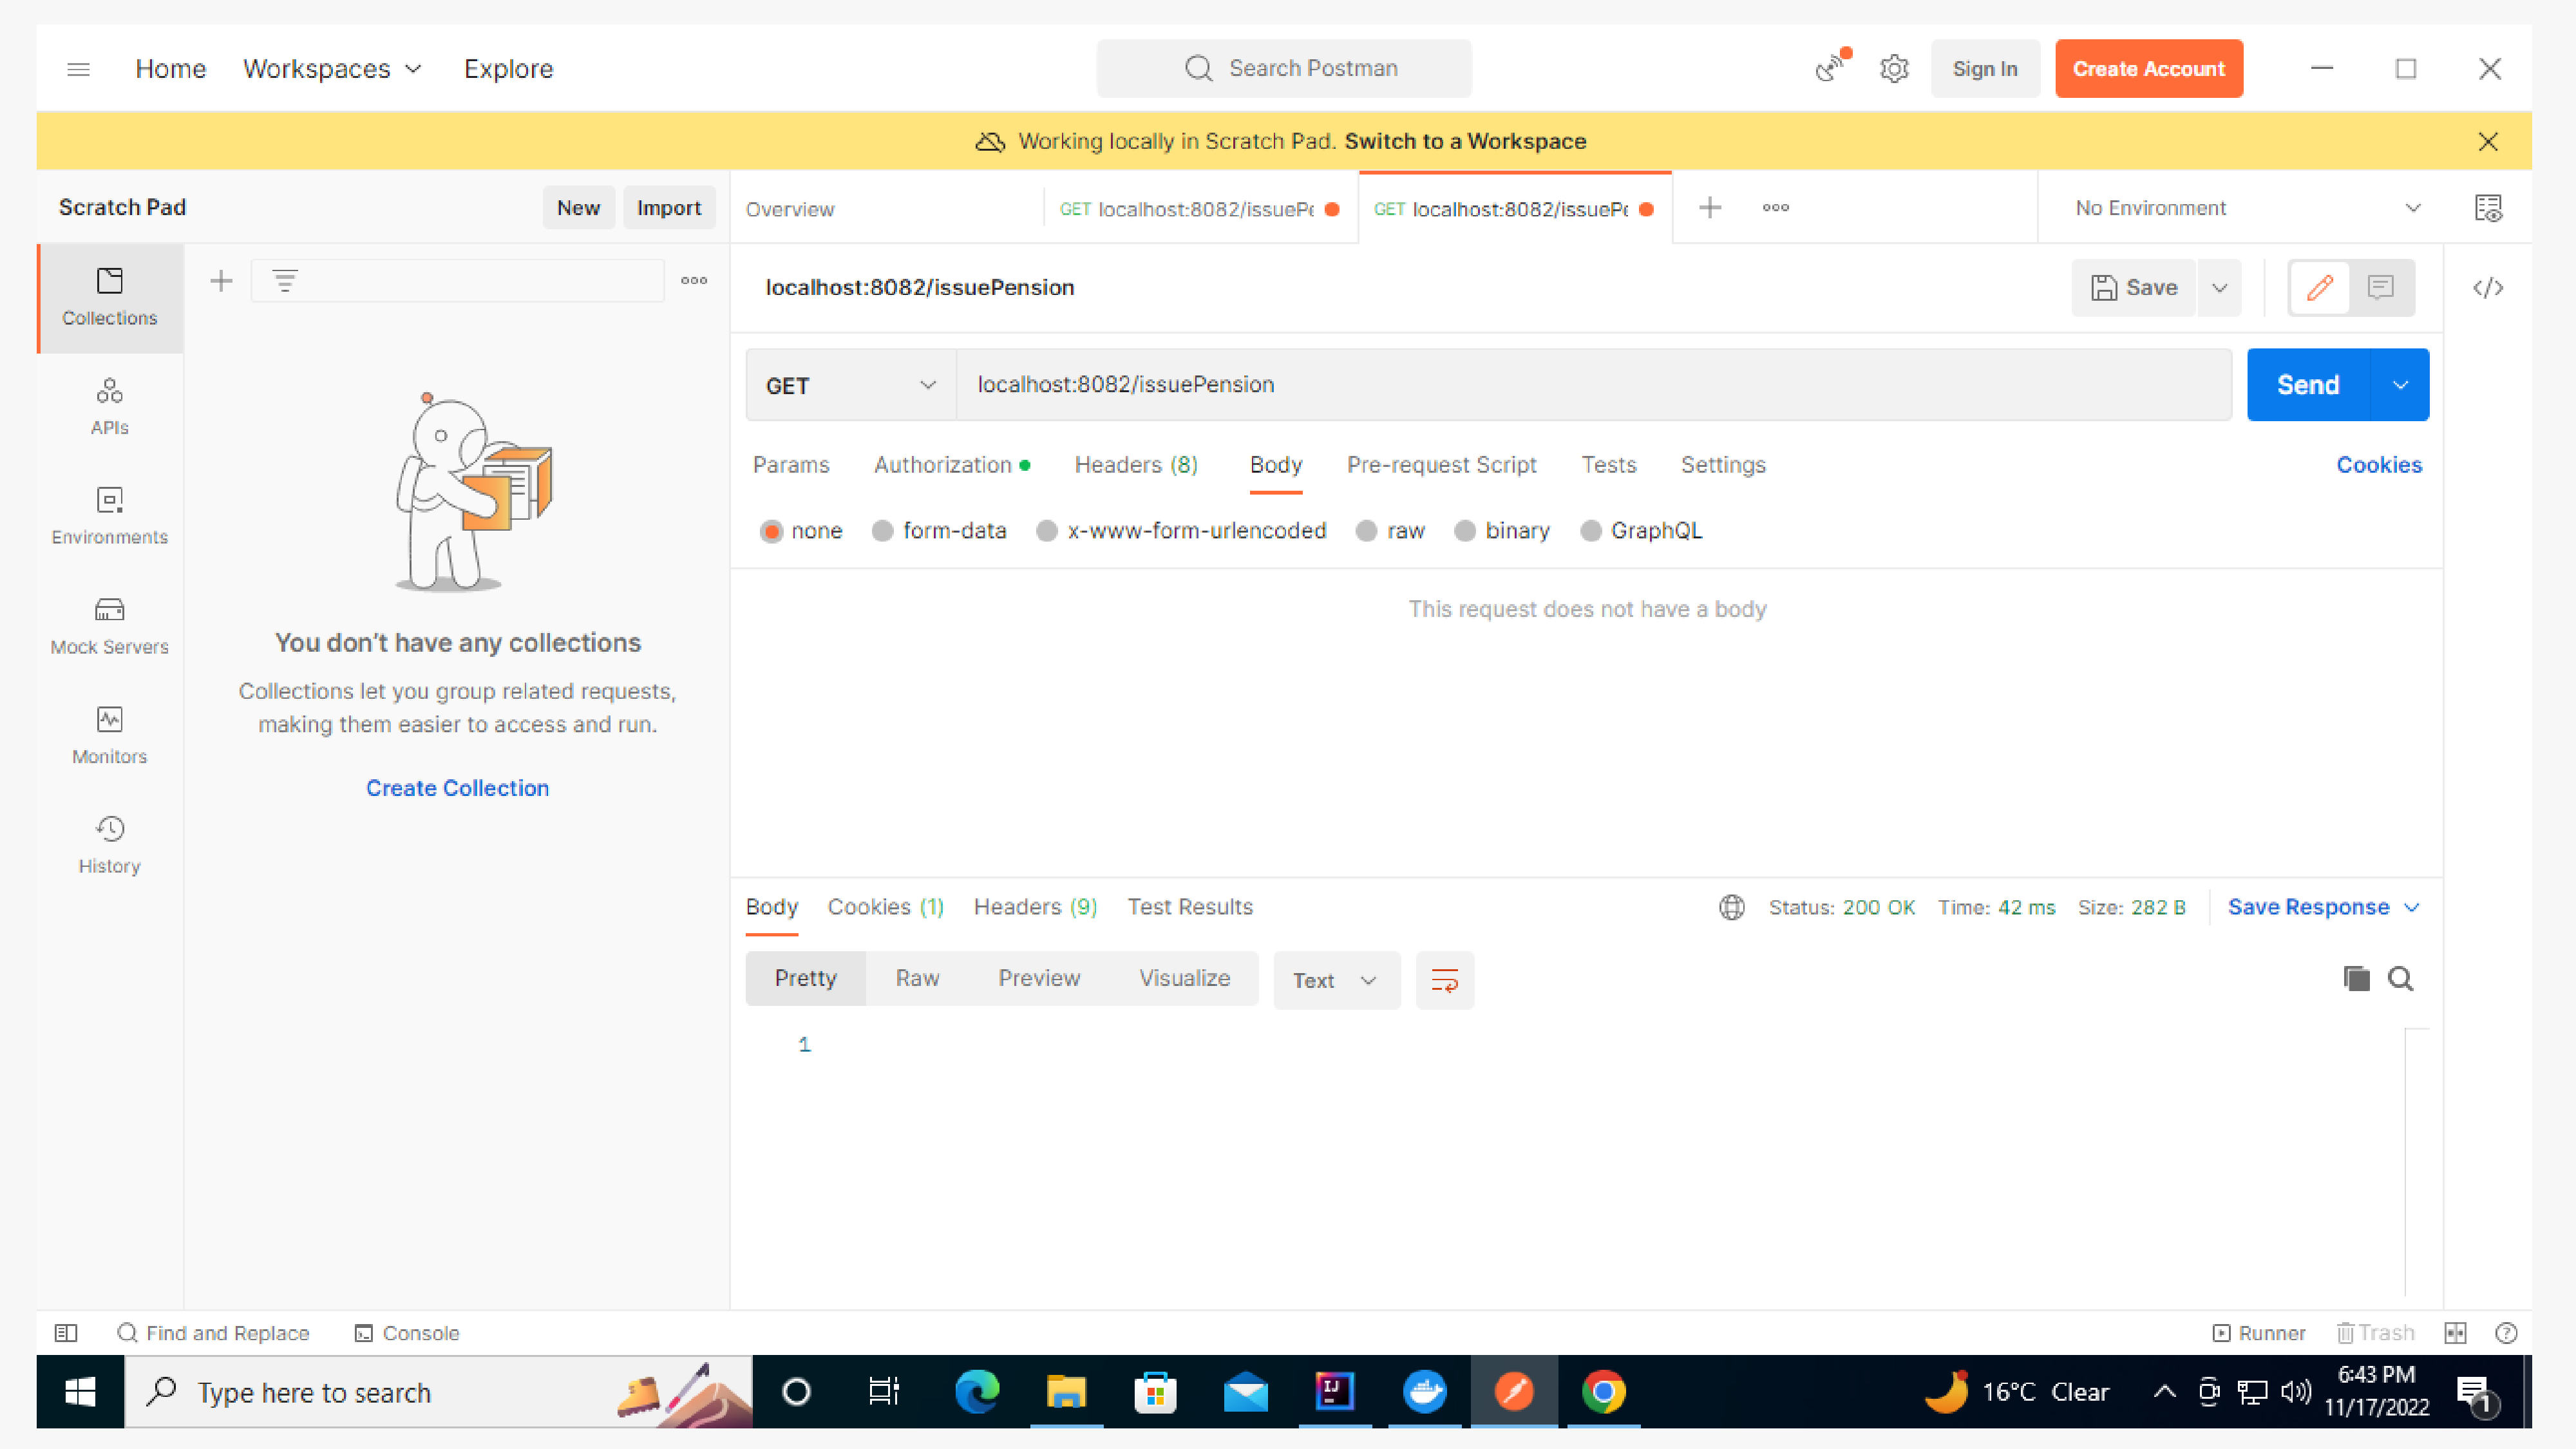 Home Workspaces Explore Search Postman Sign In Create Account
Working locally in Scratch Pad. Switch to a Workspace
Scratch Pad New Import Overview GET localhost:8082/issuePe GET localhost:8082/issuePe No Environment
Collections
APIs
Environments
Mock Servers
Monitors
History
You don't have any collections
Collections let you group related requests,
making them easier to access and run.
Create Collection
localhost:8082/issuePension Save
GET localhost:8082/issuePension Send
Params Authorization Headers (8) Body Pre-request Script Tests Settings Cookies
none form-data x-www-form-urlencoded raw binary GraphQL
This request does not have a body
Body Cookies (1) Headers (9) Test Results Status: 200 OK Time: 42 ms Size: 282 B Save Response
Pretty Raw Preview Visualize Text
1
Find and Replace Console Runner Trash
Type here to search IJ 16°C Clear 6:43 PM
11/17/2022
1